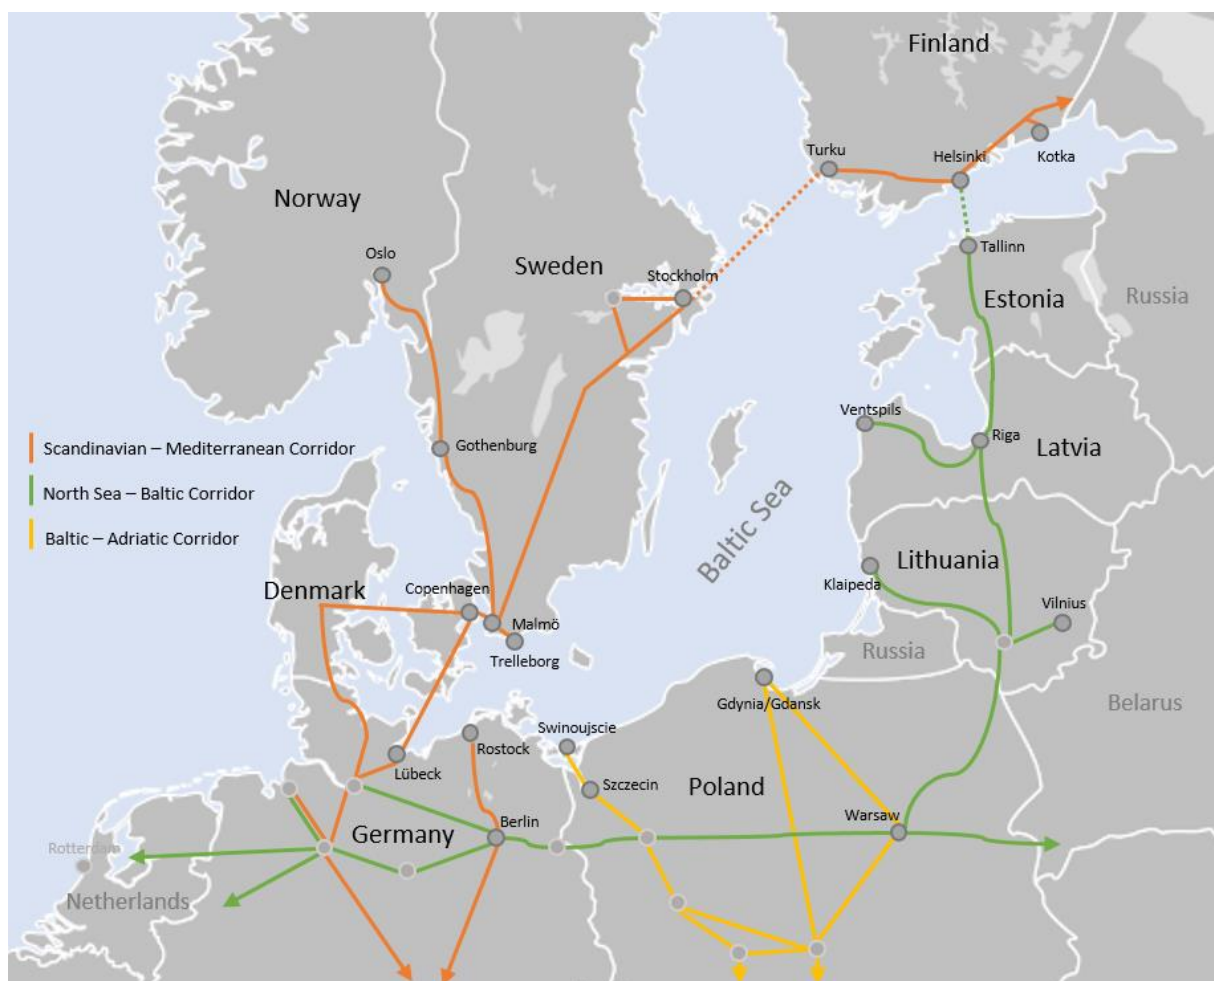 Finland
Turku
Helsinki
Kotka
Norway
Oslo
Sweden
Stockholm
Tallinn
Estonia
Russia
Ventspils
Riga
Latvia
Gothenburg
Scandinavian – Mediterranean Corridor
North Sea – Baltic Corridor
Baltic – Adriatic Corridor
Baltic Sea
Lithuania
Klaipeda
Vilnius
Denmark
Copenhagen
Malmö
Trelleborg
Russia
Belarus
Gdynia/Gdansk
Swinoujscie
Rostock
Lübeck
Szczecin
Poland
Warsaw
Berlin
Germany
Rotterdam
Netherlands